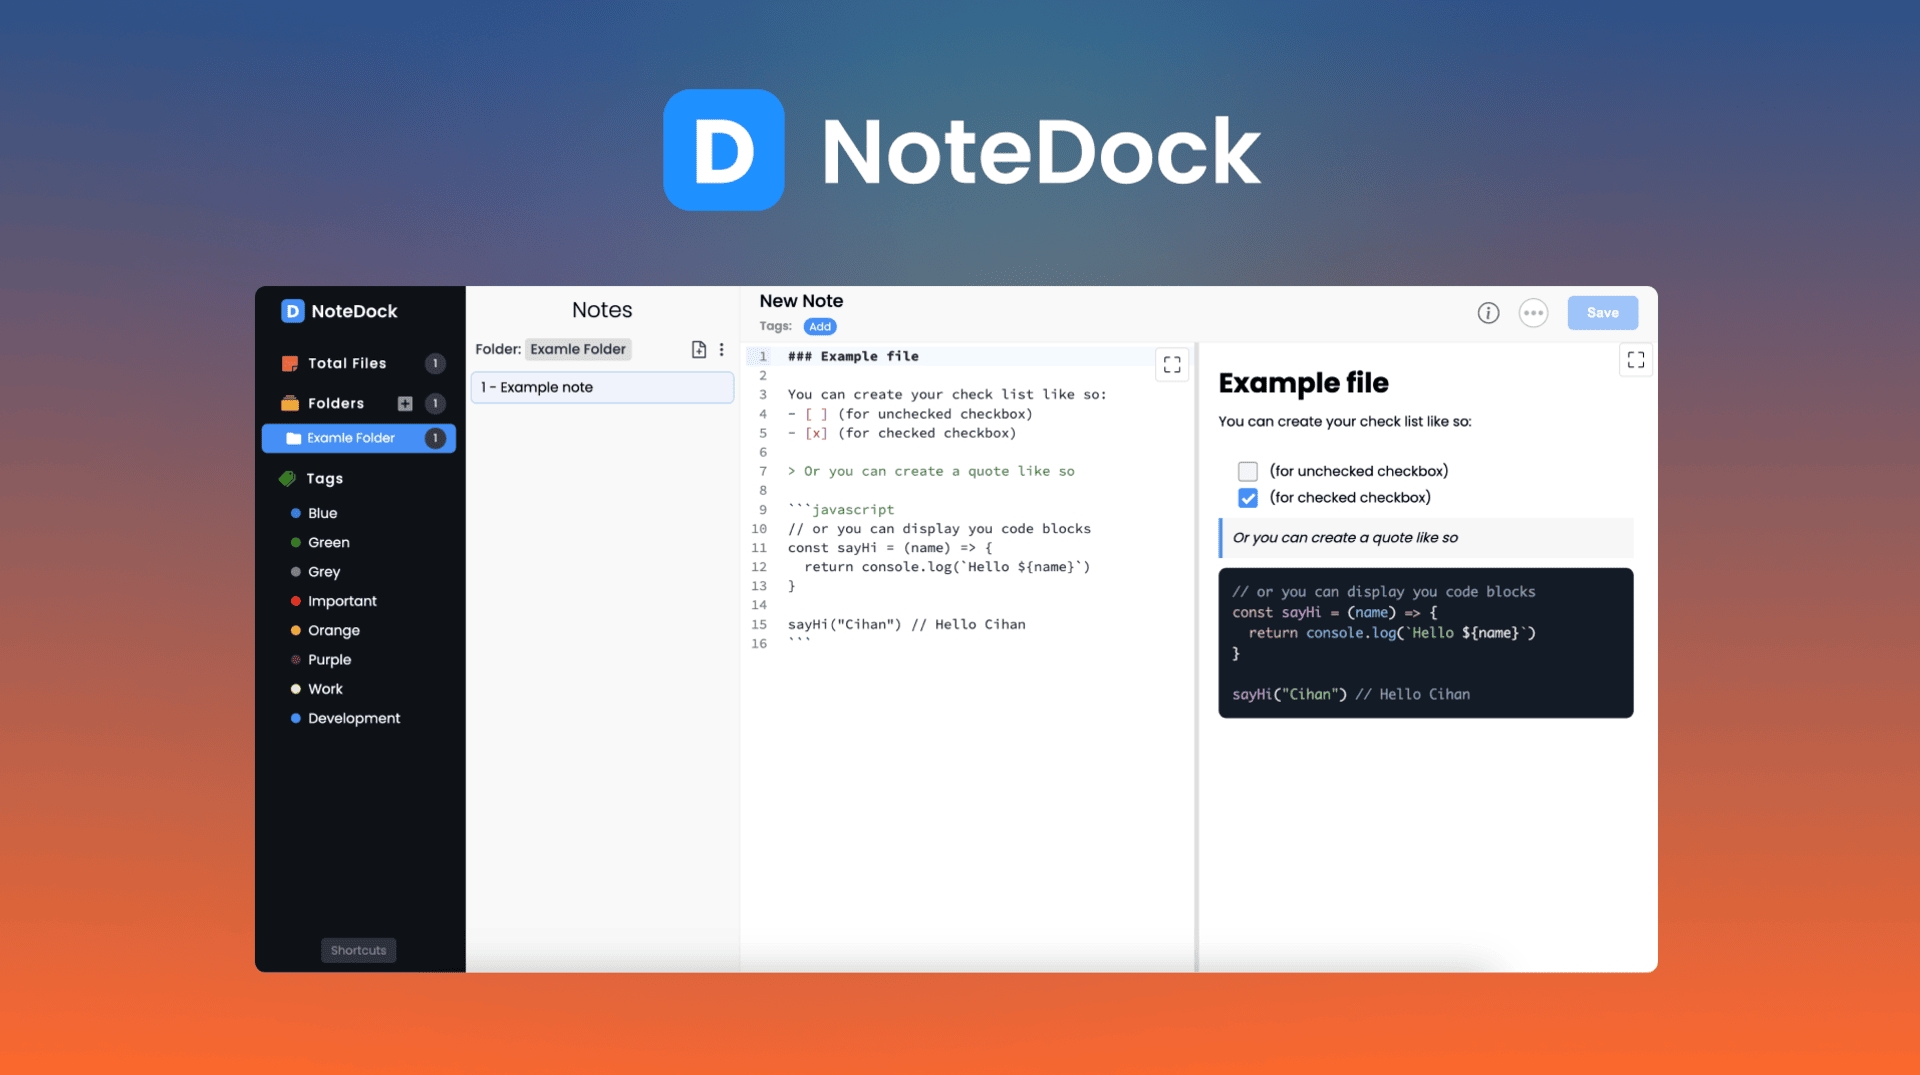 D NoteDock
D NoteDock
Total Files 1
Folders 1
Examle Folder 1
Tags
Blue
Green
Grey
Important
Orange
Purple
Work
Development
Shortcuts
Notes
Folder: Examle Folder
1 - Example note
New Note
Tags: Add
i
Save
1 ### Example file
2
3 You can create your check list like so:
4 - [ ] (for unchecked checkbox)
5 - [x] (for checked checkbox)
6
7 > Or you can create a quote like so
8
9 ```javascript
10 // or you can display you code blocks
11 const sayHi = (name) => {
12   return console.log(`Hello ${name}`)
13 }
14
15 sayHi("Cihan") // Hello Cihan
16 ```
Example file
You can create your check list like so:
(for unchecked checkbox)
(for checked checkbox)
Or you can create a quote like so
// or you can display you code blocks
const sayHi = (name) => {
  return console.log(`Hello ${name}`)
}
sayHi("Cihan") // Hello Cihan